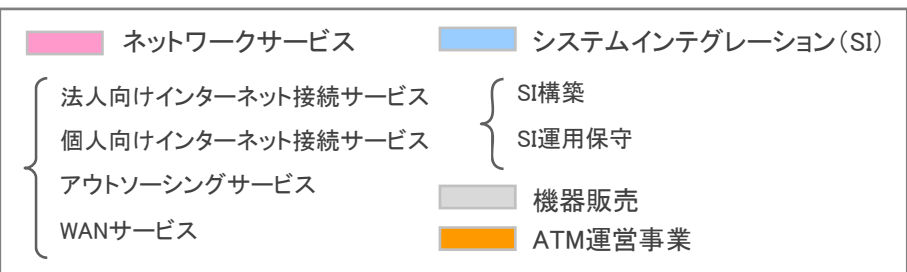 ネットワークサービス
法人向けインターネット接続サービス
個人向けインターネット接続サービス
アウトソーシングサービス
WANサービス
システムインテグレーション（SI）
SI構築
SI運用保守
機器販売
ATM運営事業